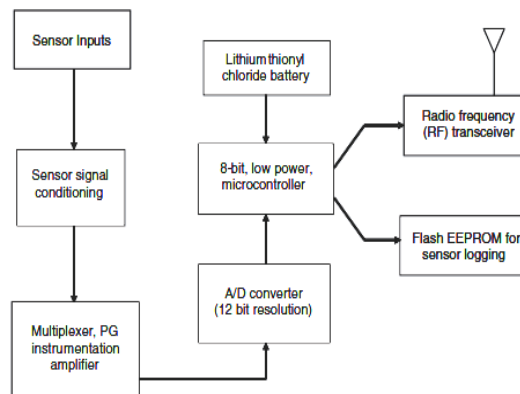 Sensor Inputs
Lithium thionyl
chloride battery
Radio frequency
(RF) transceiver
Sensor signal
conditioning
8-bit, low power,
microcontroller
Flash EEPROM for
sensor logging
A/D converter
(12 bit resolution)
Multiplexer, PG
instrumentation
amplifier